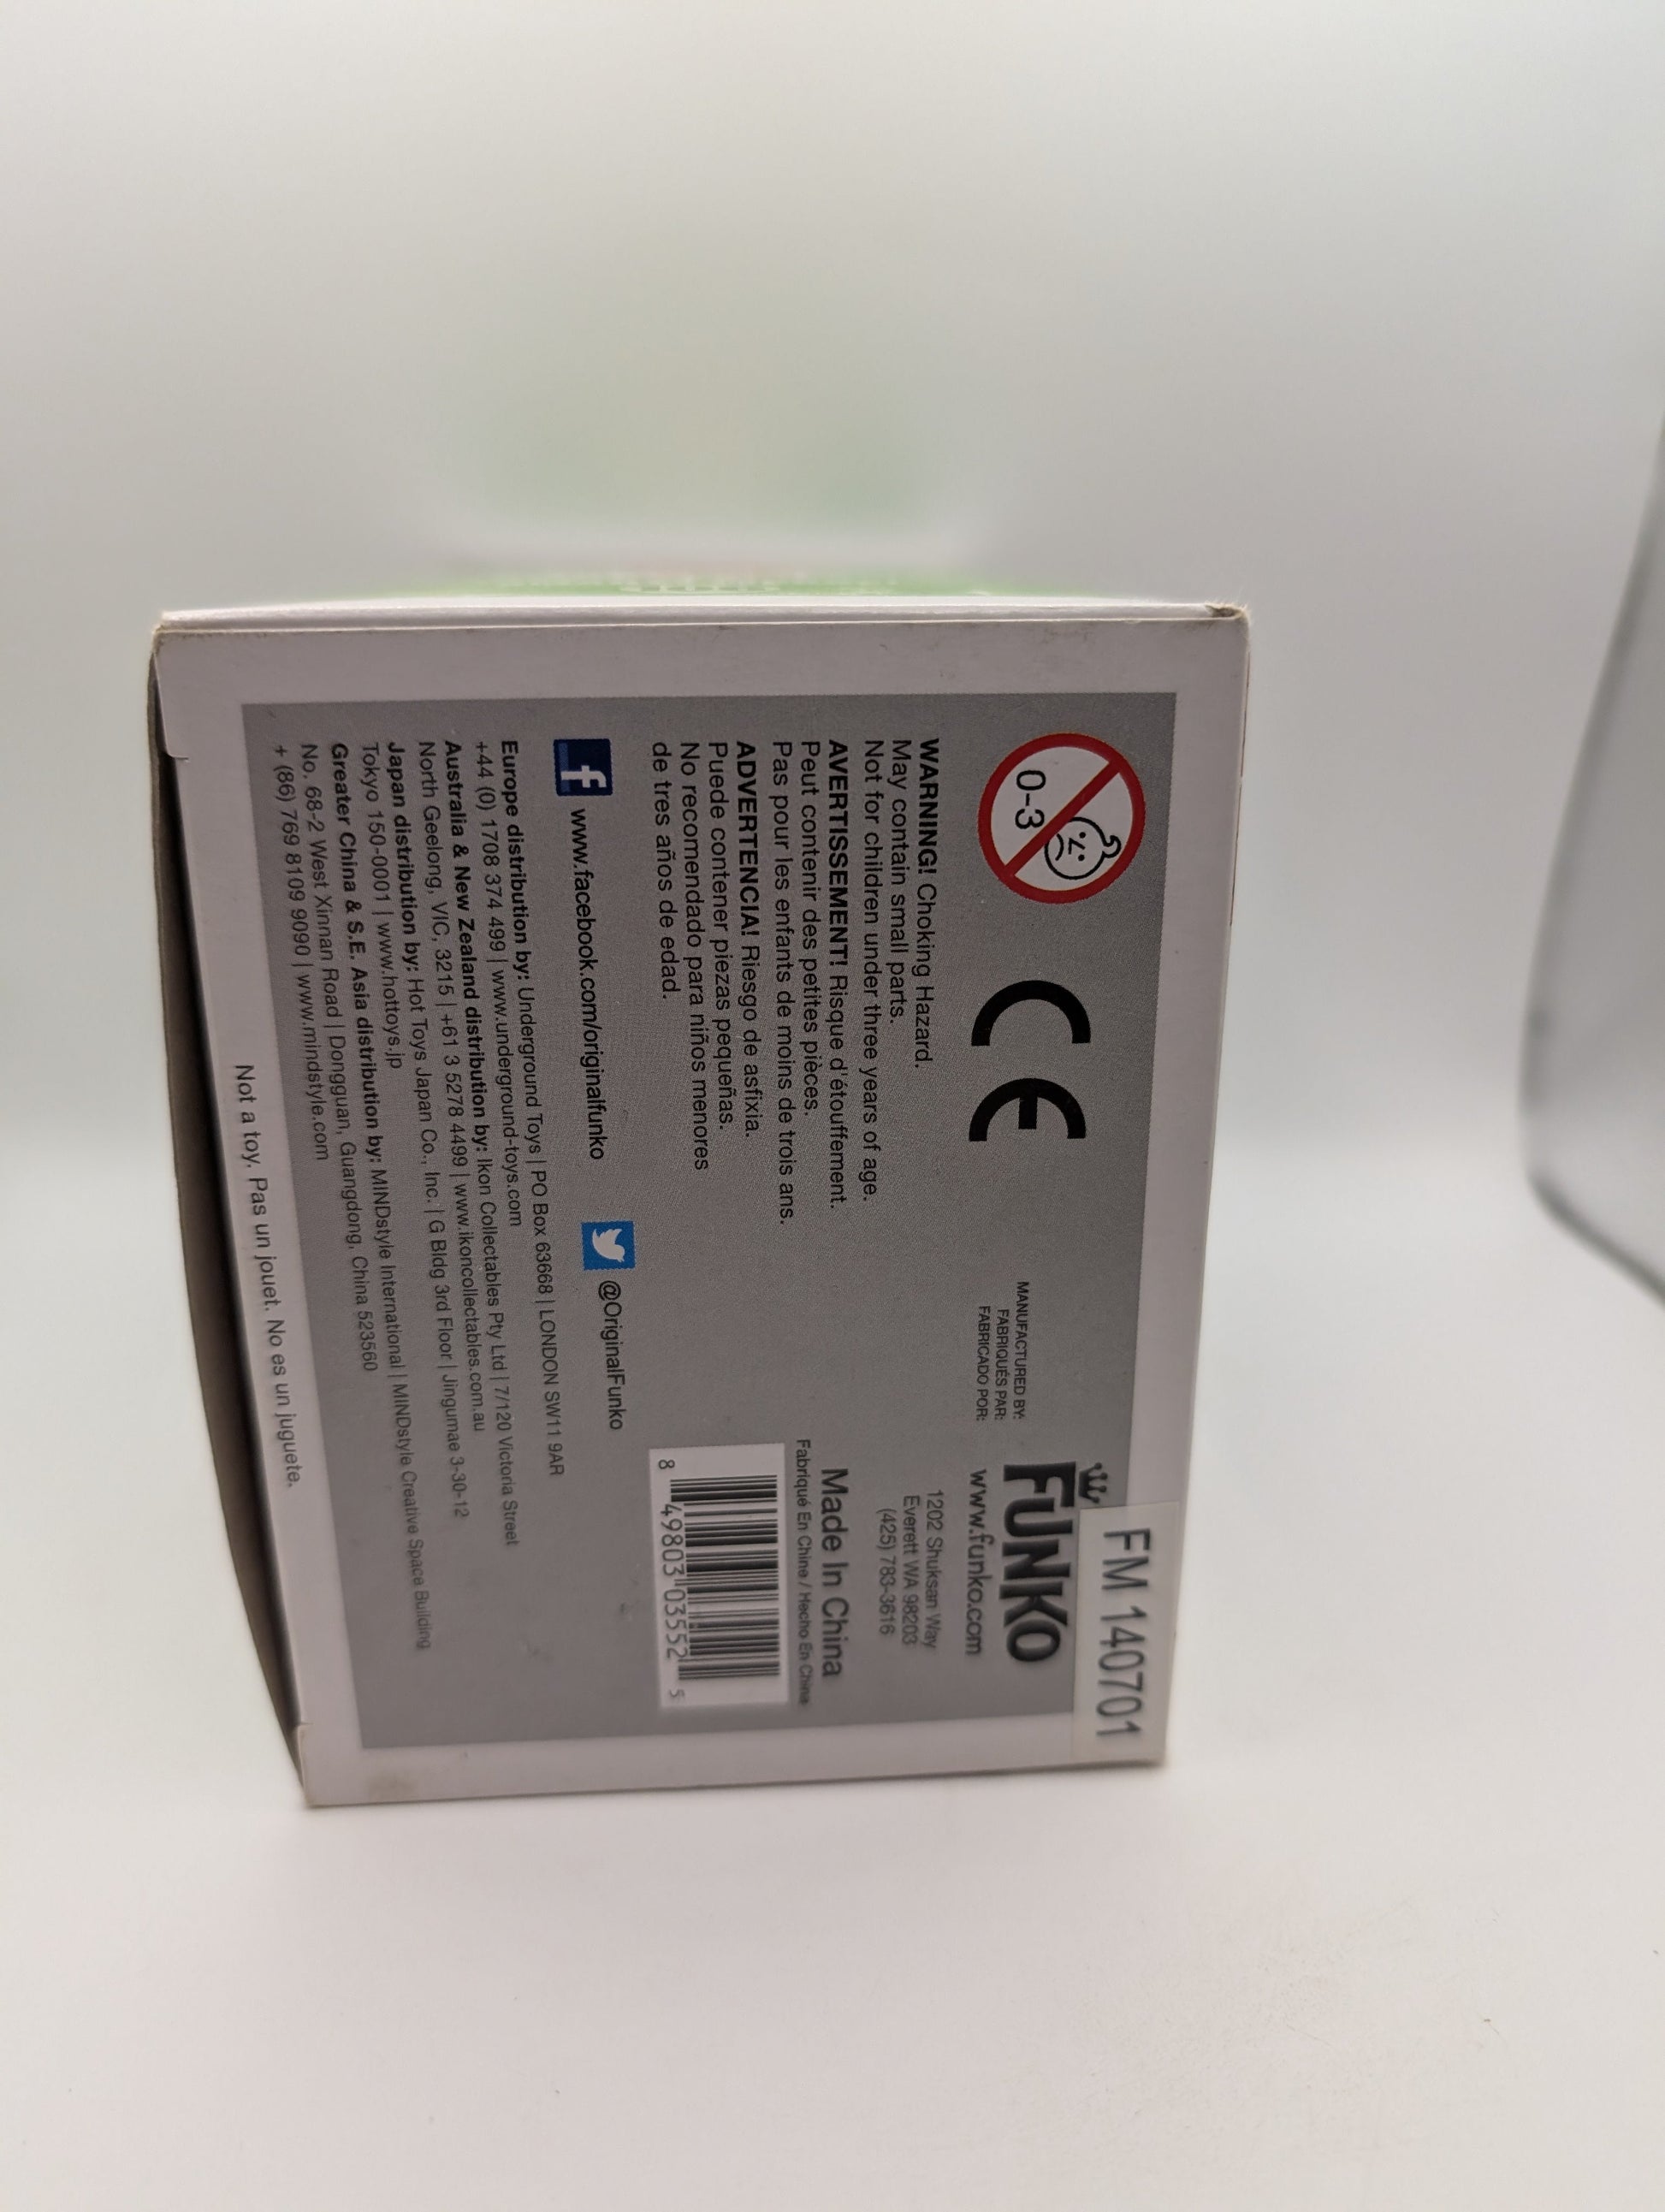 0-3
CE
MANUFACTURED BY:
FABRIQUÉS PAR:
FABRICADO POR:
FUNKO
FM 140701
www.funko.com
1202 Shuksan Way
Everett WA 98203
(425) 783-3616
WARNING! Choking Hazard.
May contain small parts.
Not for children under three years of age.
AVERTISSEMENT! Risque d'étouffement.
Peut contenir des petites pièces.
Pas pour les enfants de moins de trois ans.
ADVERTENCIA! Riesgo de asfixia.
Puede contener piezas pequeñas.
No recomendado para niños menores
de tres años de edad.
Made In China
Fabriqué En Chine / Hecho En China
8 49803 03552 5
f www.facebook.com/originalfunko
@OriginalFunko
Europe distribution by: Underground Toys | PO Box 63668 | LONDON SW11 9AR
+44 (0) 1708 374 499 | www.underground-toys.com
Australia & New Zealand distribution by: Ikon Collectables Pty Ltd | 7/120 Victoria Street
North Geelong, VIC, 3215 | +61 3 5278 4499 | www.ikoncollectables.com.au
Japan distribution by: Hot Toys Japan Co., Inc. | G Bldg 3rd Floor | Jingumae 3-30-12
Tokyo 150-0001 | www.hottoys.jp
Greater China & S.E. Asia distribution by: MINDstyle International | MINDstyle Creative Space Building
No. 68-2 West Xinnan Road | Dongguan, Guangdong, China 523560
+ (86) 769 8109 9090 | www.mindstyle.com
Not a toy. Pas un jouet. No es un juguete.